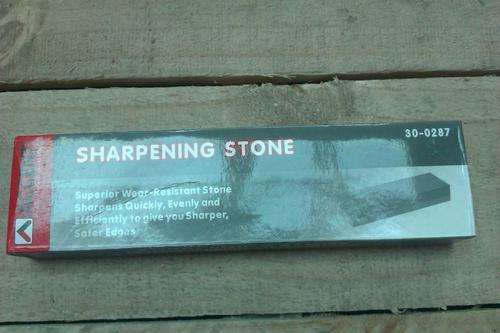 SHARPENING STONE
30-0287
Superior Wear-Resistant Stone
Sharpens Quickly, Evenly and
Efficiently to give you Sharper,
Safer Edges